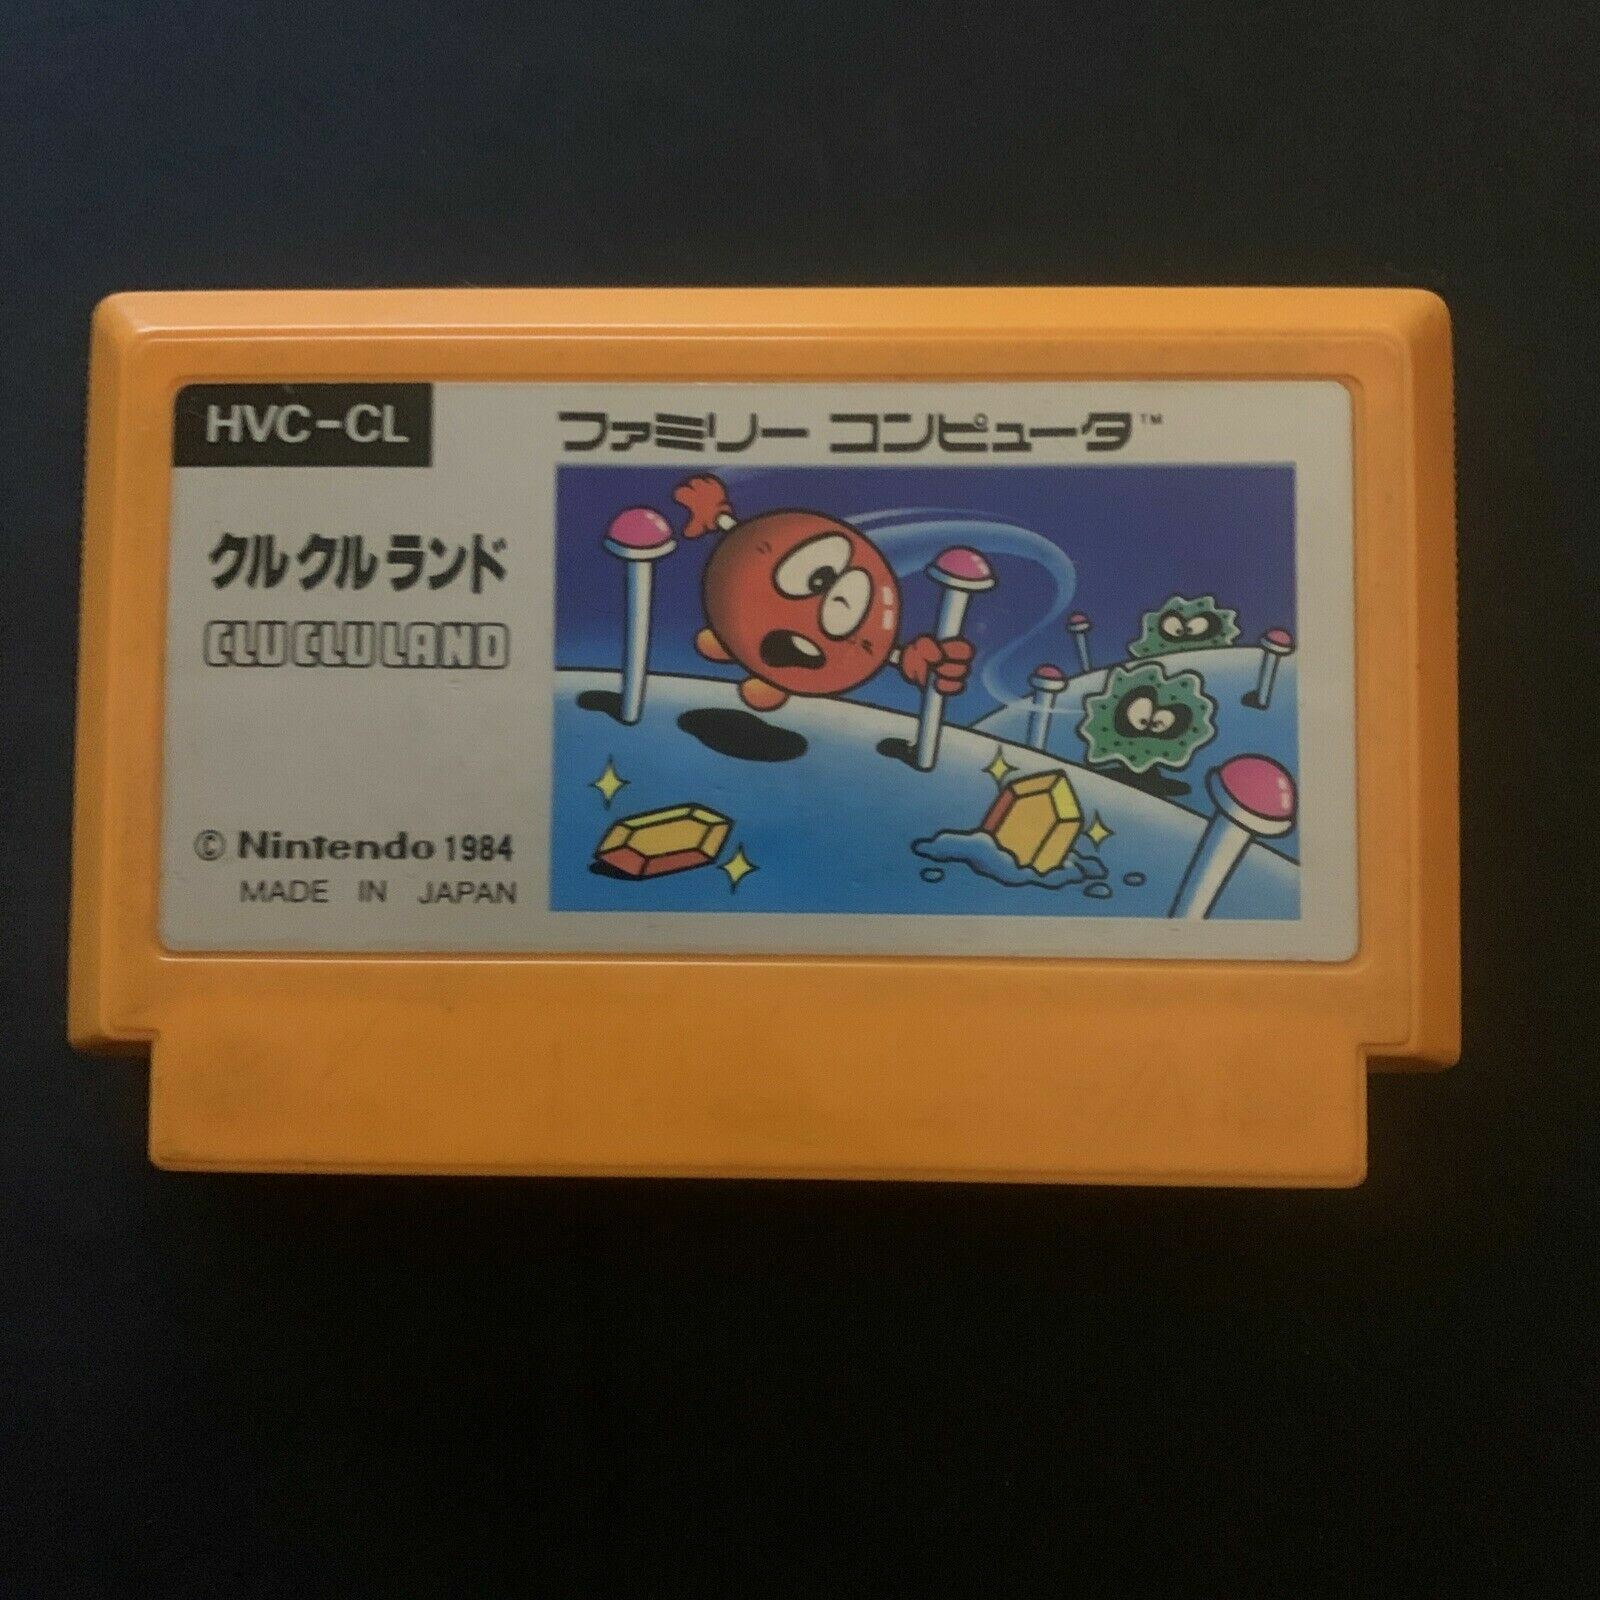 HVC-CL
ファミリー コンピュータ™
クルクルランド
CLU CLU LAND
© Nintendo 1984
MADE IN JAPAN